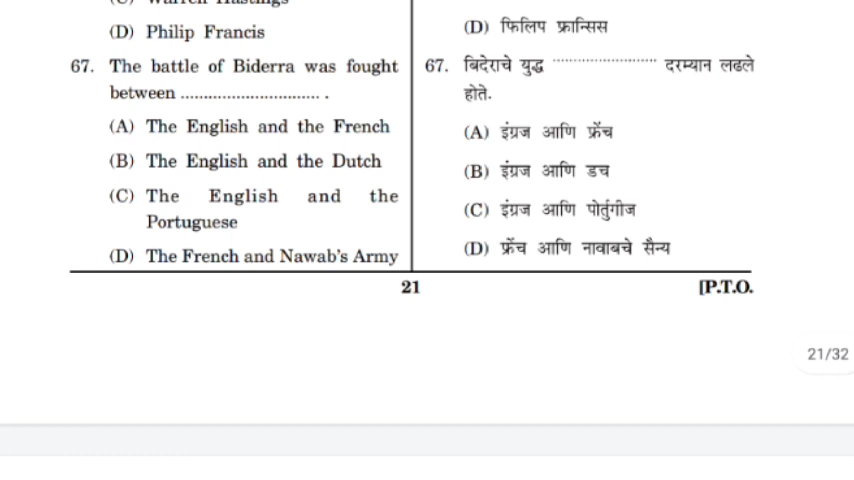 (D) Philip Francis
67. The battle of Biderra was fought
between .............................. .
(A) The English and the French
(B) The English and the Dutch
(C) The English and the
Portuguese
(D) The French and Nawab's Army
(D) फिलिप फ्रान्सिस
67. बिदेराचे युद्ध ........................ दरम्यान लढले
होते.
(A) इंग्रज आणि फ्रेंच
(B) इंग्रज आणि डच
(C) इंग्रज आणि पोर्तुगीज
(D) फ्रेंच आणि नावाबचे सैन्य
21
[P.T.O.
21/32